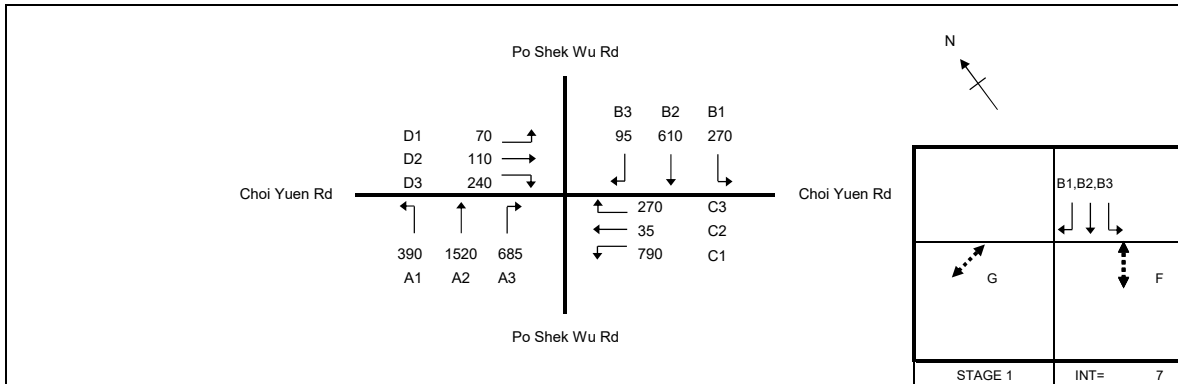 Po Shek Wu Rd
N
B3 B2 B1
95 610 270
D1 70
D2 110
D3 240
Choi Yuen Rd
Choi Yuen Rd
270 C3
35 C2
790 C1
390 1520 685
A1 A2 A3
Po Shek Wu Rd
B1,B2,B3
G
F
STAGE 1 INT= 7